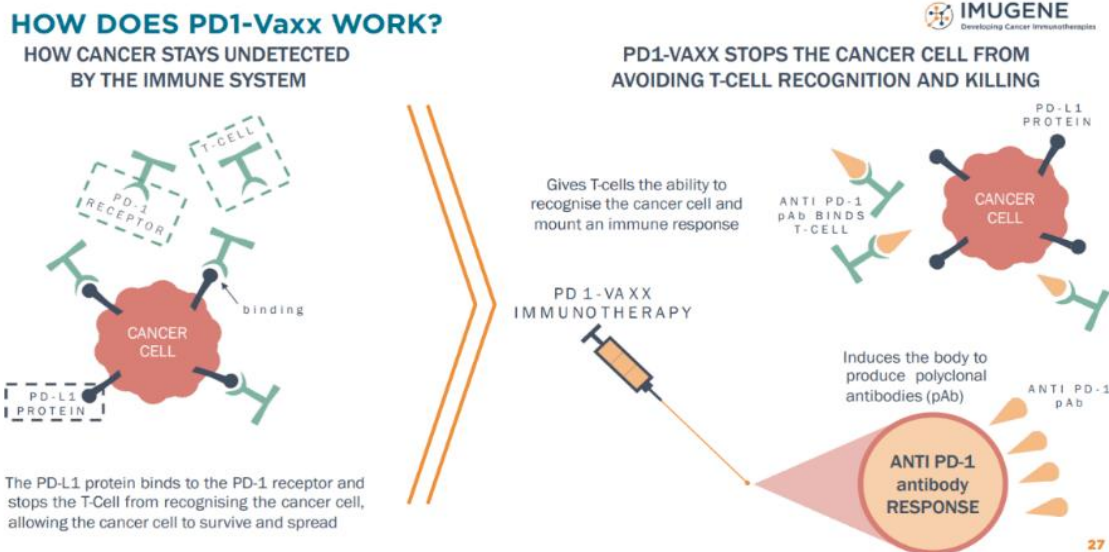 HOW DOES PD1-Vaxx WORK?
HOW CANCER STAYS UNDETECTED
BY THE IMMUNE SYSTEM
T-CELL
PD-1
RECEPTOR
binding
CANCER
CELL
PD-L1
PROTEIN
The PD-L1 protein binds to the PD-1 receptor and
stops the T-Cell from recognising the cancer cell,
allowing the cancer cell to survive and spread
IMUGENE
Developing Cancer Immunotherapies
PD1-VAXX STOPS THE CANCER CELL FROM
AVOIDING T-CELL RECOGNITION AND KILLING
PD-L1
PROTEIN
Gives T-cells the ability to
recognise the cancer cell and
mount an immune response
ANTI PD-1
pAb BINDS
T-CELL
CANCER
CELL
PD1-VAXX
IMMUNOTHERAPY
Induces the body to
produce polyclonal
antibodies (pAb)
ANTI PD-1
pAb
ANTI PD-1
antibody
RESPONSE
27